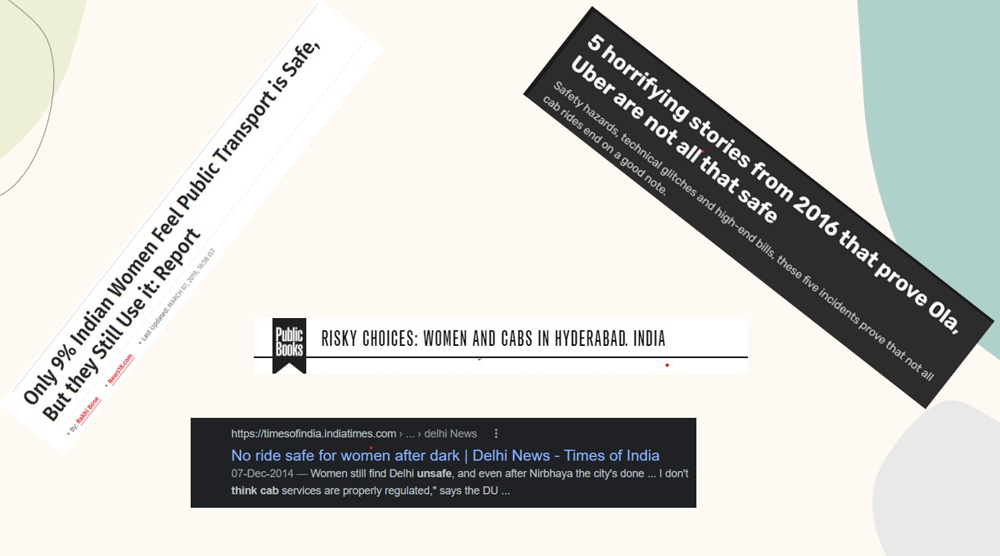 Only 9% Indian Women Feel Public Transport is Safe,
But they Still Use it: Report
• By: Rakhi Bose • News18.com • Last Updated: MARCH 07, 2019, 16:58 IST
5 horrifying stories from 2016 that prove Ola,
Uber are not all that safe
Safety hazards, technical glitches and high-end bills, these five incidents prove that not all
cab rides end on a good note.
Public
Books
RISKY CHOICES: WOMEN AND CABS IN HYDERABAD, INDIA
https://timesofindia.indiatimes.com › ... › delhi News
No ride safe for women after dark | Delhi News - Times of India
07-Dec-2014 — Women still find Delhi unsafe, and even after Nirbhaya the city's done ... I don't
think cab services are properly regulated," says the DU ...